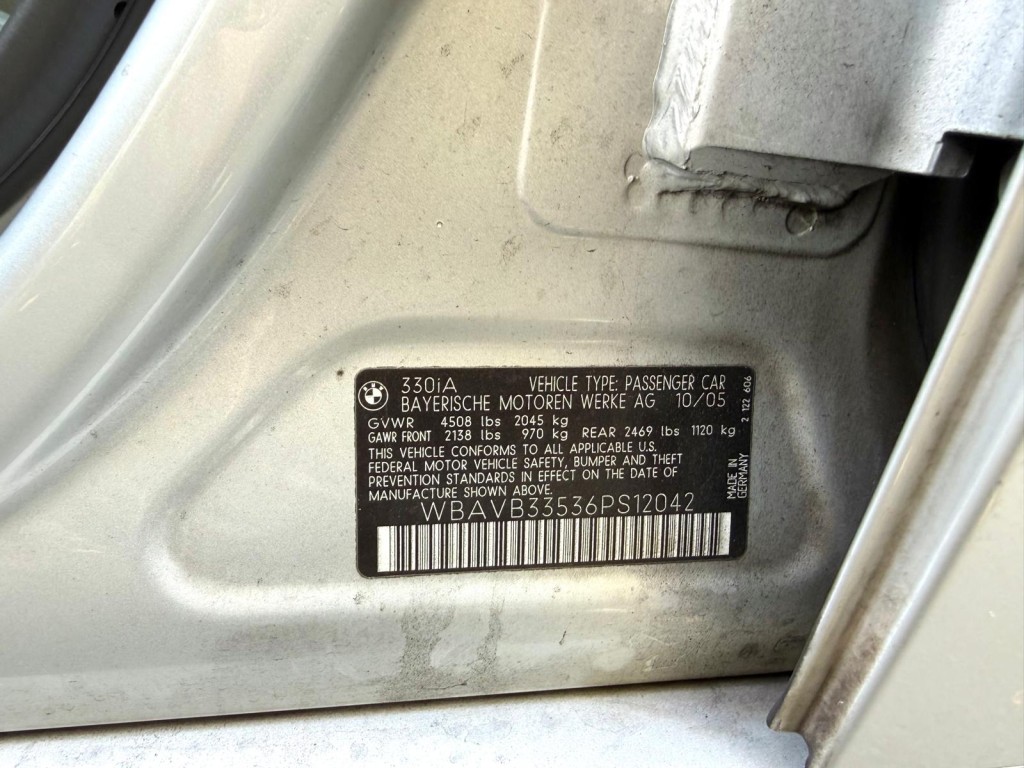 330iA VEHICLE TYPE: PASSENGER CAR
BAYERISCHE MOTOREN WERKE AG 10/05
GVWR 4508 lbs 2045 kg
GAWR FRONT 2138 lbs 970 kg REAR 2469 lbs 1120 kg
THIS VEHICLE CONFORMS TO ALL APPLICABLE U.S.
FEDERAL MOTOR VEHICLE SAFETY, BUMPER AND THEFT
PREVENTION STANDARDS IN EFFECT ON THE DATE OF
MANUFACTURE SHOWN ABOVE.
WBAVB33536PS12042
2 122 606
MADE IN
GERMANY